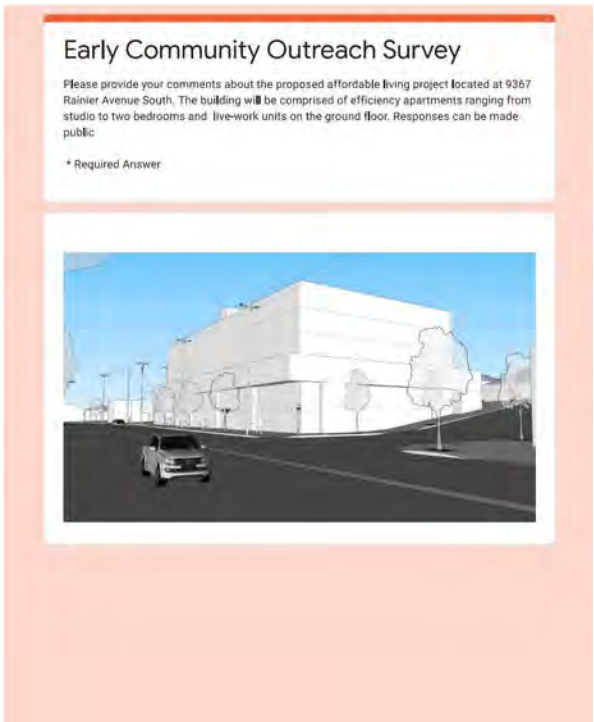 Early Community Outreach Survey
Please provide your comments about the proposed affordable living project located at 9367
Rainier Avenue South. The building will be comprised of efficiency apartments ranging from
studio to two bedrooms and live-work units on the ground floor. Responses can be made
public
* Required Answer